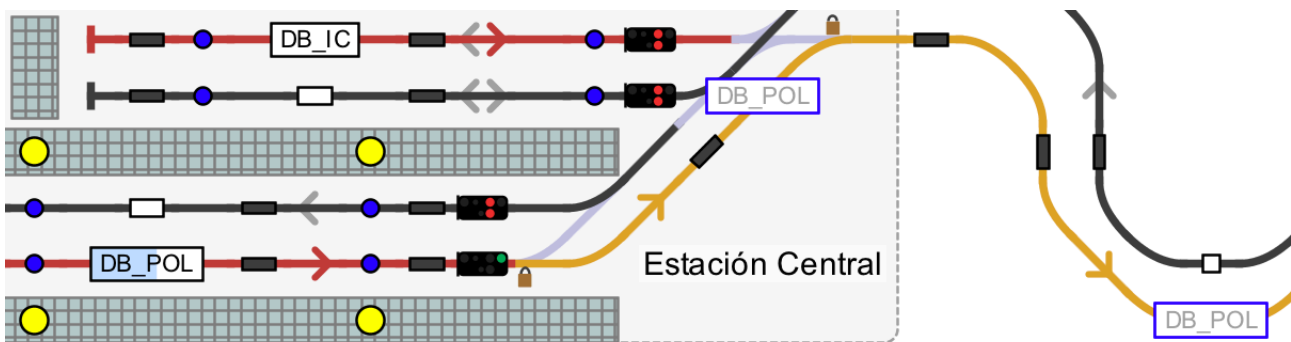 DB_IC
DB_POL
DB_POL
Estación Central
DB_POL